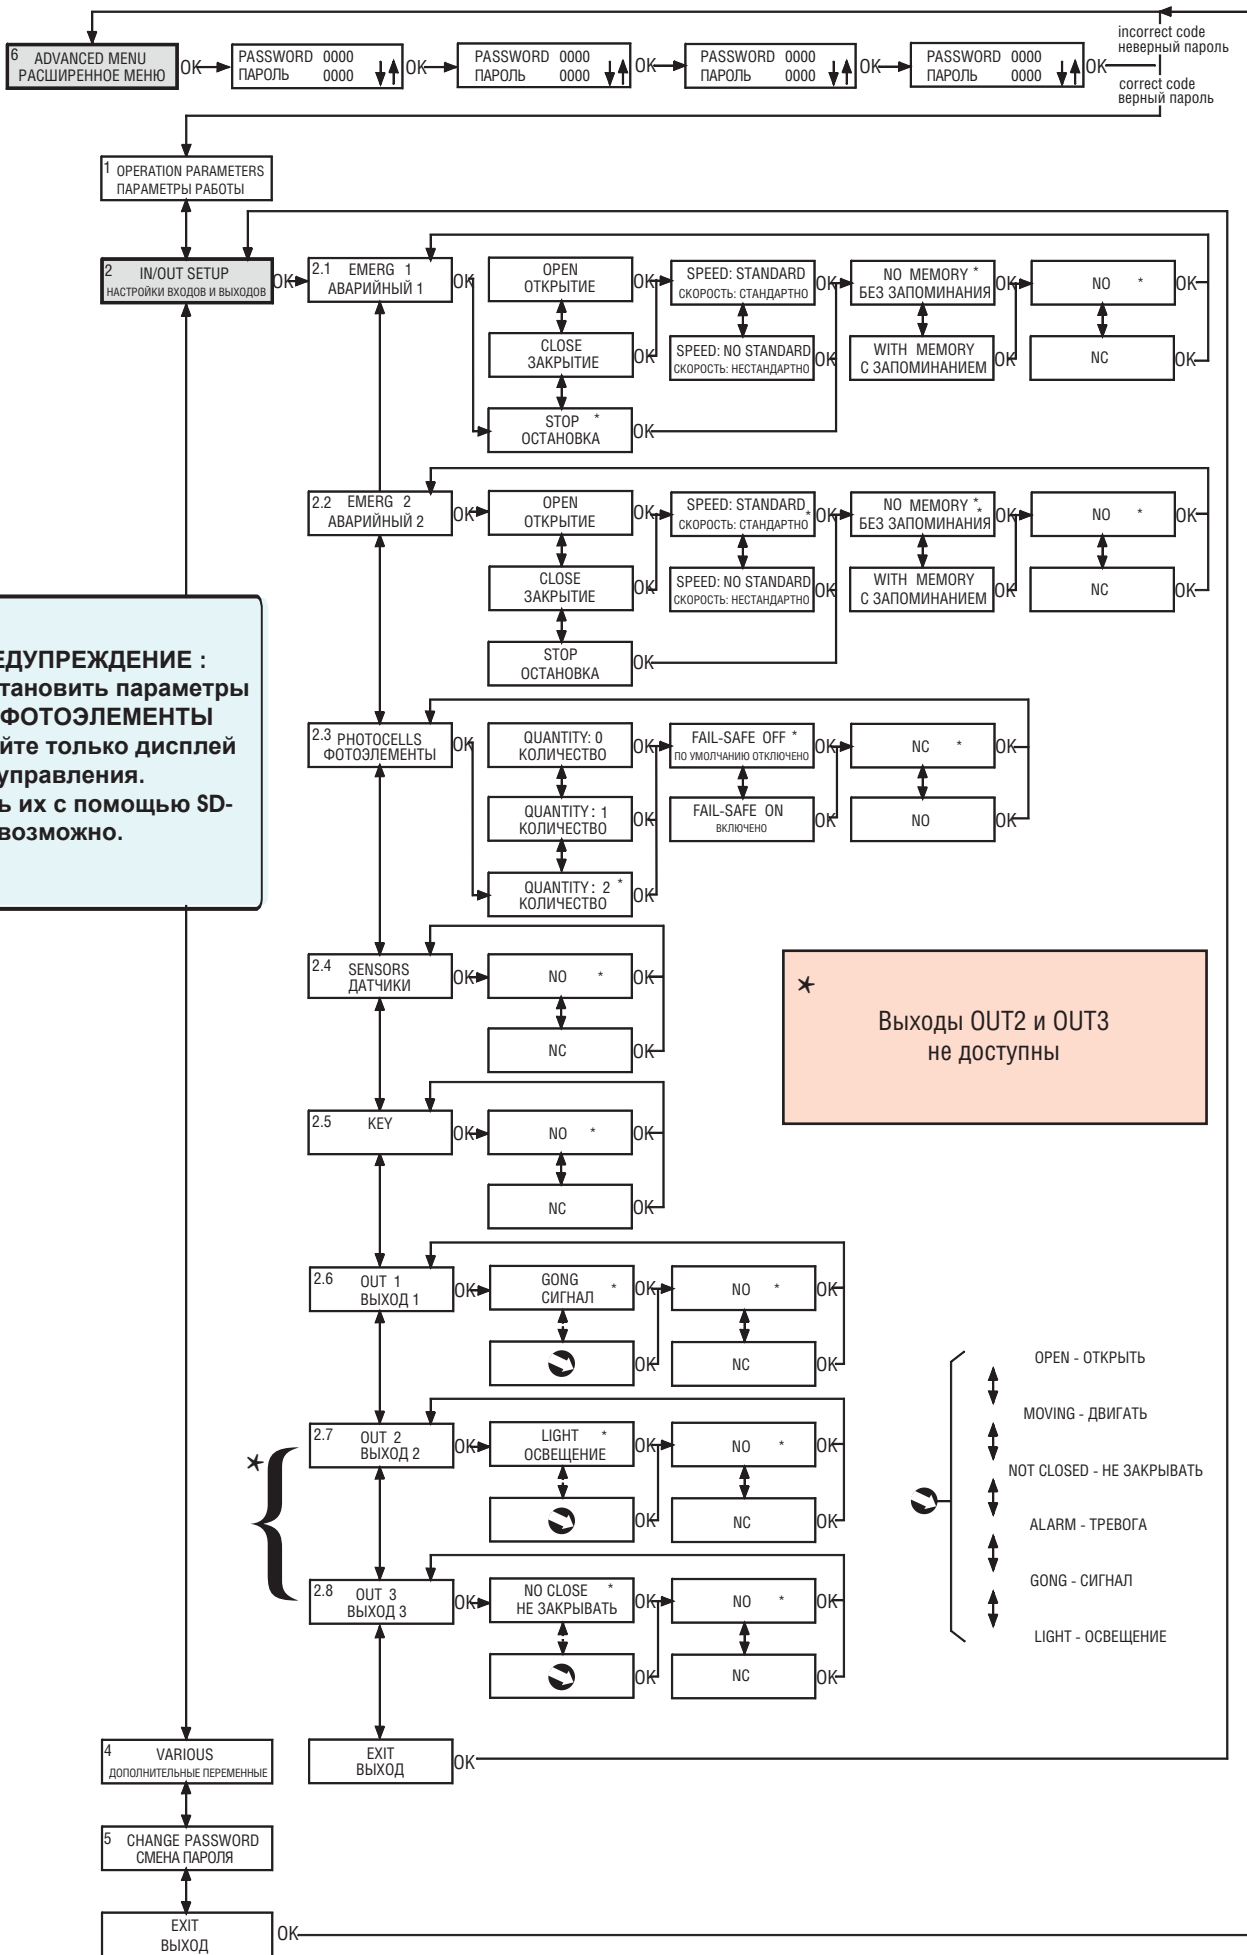 incorrect code
неверный пароль
6 ADVANCED MENU
РАСШИРЕННОЕ МЕНЮ
OK
PASSWORD 0000
ПАРОЛЬ 0000
OK
PASSWORD 0000
ПАРОЛЬ 0000
OK
PASSWORD 0000
ПАРОЛЬ 0000
OK
PASSWORD 0000
ПАРОЛЬ 0000
OK
correct code
верный пароль
1 OPERATION PARAMETERS
ПАРАМЕТРЫ РАБОТЫ
2 IN/OUT SETUP
НАСТРОЙКИ ВХОДОВ И ВЫХОДОВ
OK
2.1 EMERG 1
АВАРИЙНЫЙ 1
OK
OPEN
ОТКРЫТИЕ
OK
SPEED: STANDARD
СКОРОСТЬ: СТАНДАРТНО
OK
NO MEMORY *
БЕЗ ЗАПОМИНАНИЯ
OK
NO *
OK
CLOSE
ЗАКРЫТИЕ
OK
SPEED: NO STANDARD
СКОРОСТЬ: НЕСТАНДАРТНО
OK
WITH MEMORY
С ЗАПОМИНАНИЕМ
OK
NC
OK
STOP *
ОСТАНОВКА
OK
2.2 EMERG 2
АВАРИЙНЫЙ 2
OK
OPEN
ОТКРЫТИЕ
OK
SPEED: STANDARD
СКОРОСТЬ: СТАНДАРТНО *
OK
NO MEMORY *
БЕЗ ЗАПОМИНАНИЯ *
OK
NO *
OK
CLOSE
ЗАКРЫТИЕ
OK
SPEED: NO STANDARD
СКОРОСТЬ: НЕСТАНДАРТНО
OK
WITH MEMORY
С ЗАПОМИНАНИЕМ
OK
NC
OK
STOP
ОСТАНОВКА
OK
ЕДУПРЕЖДЕНИЕ :
тановить параметры
ФОТОЭЛЕМЕНТЫ
йте только дисплей
управления.
ь их с помощью SD-
возможно.
2.3 PHOTOCELLS
ФОТОЭЛЕМЕНТЫ
OK
QUANTITY: 0
КОЛИЧЕСТВО
OK
FAIL-SAFE OFF *
ПО УМОЛЧАНИЮ ОТКЛЮЧЕНО
OK
NC *
OK
QUANTITY: 1
КОЛИЧЕСТВО
OK
FAIL-SAFE ON
ВКЛЮЧЕНО
OK
NO
OK
QUANTITY: 2 *
КОЛИЧЕСТВО
OK
2.4 SENSORS
ДАТЧИКИ
OK
NO *
OK
NC
OK
*
Выходы OUT2 и OUT3
не доступны
2.5 KEY
OK
NO *
OK
NC
OK
2.6 OUT 1
ВЫХОД 1
OK
GONG
СИГНАЛ *
OK
NO *
OK
OK
NC
OK
2.7 OUT 2
ВЫХОД 2
OK
LIGHT *
ОСВЕЩЕНИЕ
OK
NO *
OK
OK
NC
OK
*
2.8 OUT 3
ВЫХОД 3
OK
NO CLOSE *
НЕ ЗАКРЫВАТЬ
OK
NO *
OK
OK
NC
OK
OPEN - ОТКРЫТЬ
MOVING - ДВИГАТЬ
NOT CLOSED - НЕ ЗАКРЫВАТЬ
ALARM - ТРЕВОГА
GONG - СИГНАЛ
LIGHT - ОСВЕЩЕНИЕ
EXIT
ВЫХОД
OK
4 VARIOUS
ДОПОЛНИТЕЛЬНЫЕ ПЕРЕМЕННЫЕ
5 CHANGE PASSWORD
СМЕНА ПАРОЛЯ
EXIT
ВЫХОД
OK